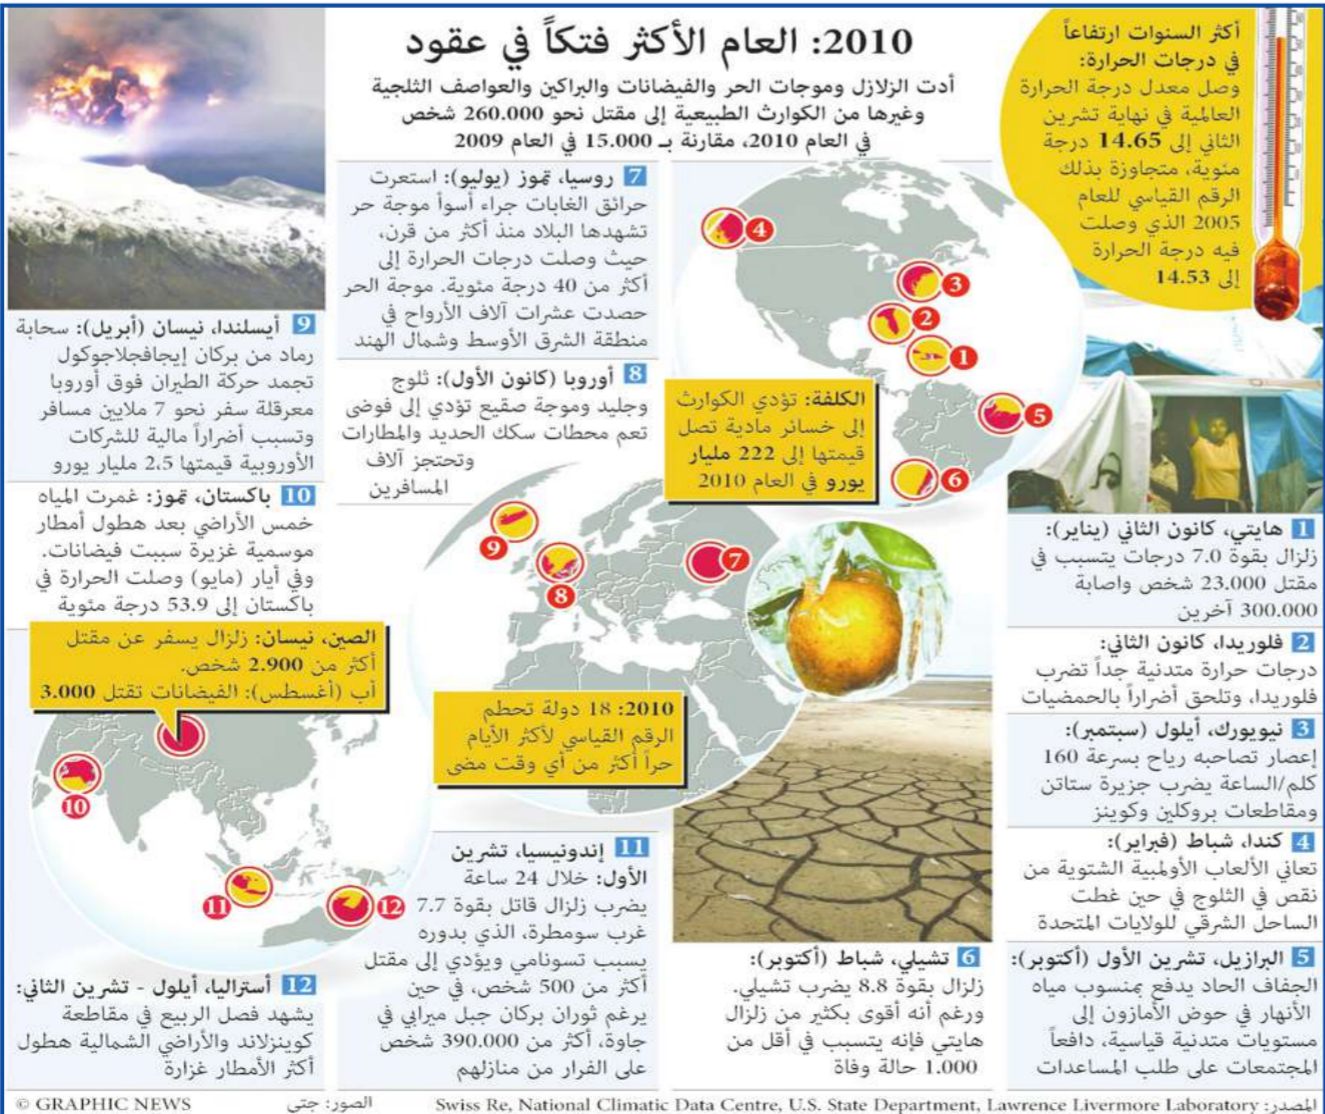 2010: العام الأكثر فتكاً في عقود
أدت الزلازل وموجات الحر والفيضانات والبراكين والعواصف الثلجية
وغيرها من الكوارث الطبيعية إلى مقتل نحو 260.000 شخص
في العام 2010، مقارنة بـ 15.000 في العام 2009
أكثر السنوات ارتفاعاً
في درجات الحرارة:
وصل معدل درجة الحرارة
العالمية في نهاية تشرين
الثاني إلى 14.65 درجة
مئوية، متجاوزة بذلك
الرقم القياسي للعام
2005 الذي وصلت
فيه درجة الحرارة
إلى 14.53
4
3
2
1
5
6
الكلفة: تؤدي الكوارث
إلى خسائر مادية تصل
قيمتها إلى 222 مليار
يورو في العام 2010
1 هايتي، كانون الثاني (يناير):
زلزال بقوة 7.0 درجات يتسبب في
مقتل 23.000 شخص واصابة
300.000 آخرين
2 فلوريدا، كانون الثاني:
درجات حرارة متدنية جداً تضرب
فلوريدا، وتلحق أضراراً بالحمضيات
3 نيويورك، أيلول (سبتمبر):
إعصار تصاحبه رياح بسرعة 160
كلم/الساعة يضرب جزيرة ستاتن
ومقاطعات بروكلين وكوينز
4 كندا، شباط (فبراير):
تعاني الألعاب الأولمبية الشتوية من
نقص في الثلوج في حين غطت
الساحل الشرقي للولايات المتحدة
5 البرازيل، تشرين الأول (أكتوبر):
الجفاف الحاد يدفع بمنسوب مياه
الأنهار في حوض الأمازون إلى
مستويات متدنية قياسية، دافعاً
المجتمعات على طلب المساعدات
6 تشيلي، شباط (أكتوبر):
زلزال بقوة 8.8 يضرب تشيلي.
ورغم أنه أقوى بكثير من زلزال
هايتي فإنه يتسبب في أقل من
1.000 حالة وفاة
7 روسيا، تموز (يوليو): استعرت
حرائق الغابات جراء أسوأ موجة حر
تشهدها البلاد منذ أكثر من قرن،
حيث وصلت درجات الحرارة إلى
أكثر من 40 درجة مئوية. موجة الحر
حصدت عشرات آلاف الأرواح في
منطقة الشرق الأوسط وشمال الهند
8 أوروبا (كانون الأول): ثلوج
وجليد وموجة صقيع تؤدي إلى فوضى
تعم محطات سكك الحديد والمطارات
وتحتجز آلاف
المسافرين
9
8
7
2010: 18 دولة تحطم
الرقم القياسي لأكثر الأيام
حراً أكثر من أي وقت مضى
9 أيسلندا، نيسان (أبريل): سحابة
رماد من بركان إيجافجلاجوكول
تجمد حركة الطيران فوق أوروبا
معرقلة سفر نحو 7 ملايين مسافر
وتسبب أضراراً مالية للشركات
الأوروبية قيمتها 2،5 مليار يورو
10 باكستان، تموز: غمرت المياه
خمس الأراضي بعد هطول أمطار
موسمية غزيرة سببت فيضانات.
وفي أيار (مايو) وصلت الحرارة في
باكستان إلى 53.9 درجة مئوية
الصين، نيسان: زلزال يسفر عن مقتل
أكثر من 2.900 شخص.
آب (أغسطس): الفيضانات تقتل 3.000
10
11
12
11 إندونيسيا، تشرين
الأول: خلال 24 ساعة
يضرب زلزال قاتل بقوة 7.7
غرب سومطرة، الذي بدوره
يسبب تسونامي ويؤدي إلى مقتل
أكثر من 500 شخص، في حين
يرغم ثوران بركان جبل ميرابي في
جاوة، أكثر من 390.000 شخص
على الفرار من منازلهم
12 أستراليا، أيلول - تشرين الثاني:
يشهد فصل الربيع في مقاطعة
كوينزلاند والأراضي الشمالية هطول
أكثر الأمطار غزارة
المصدر: Swiss Re, National Climatic Data Centre, U.S. State Department, Lawrence Livermore Laboratory
الصور: جتي
© GRAPHIC NEWS